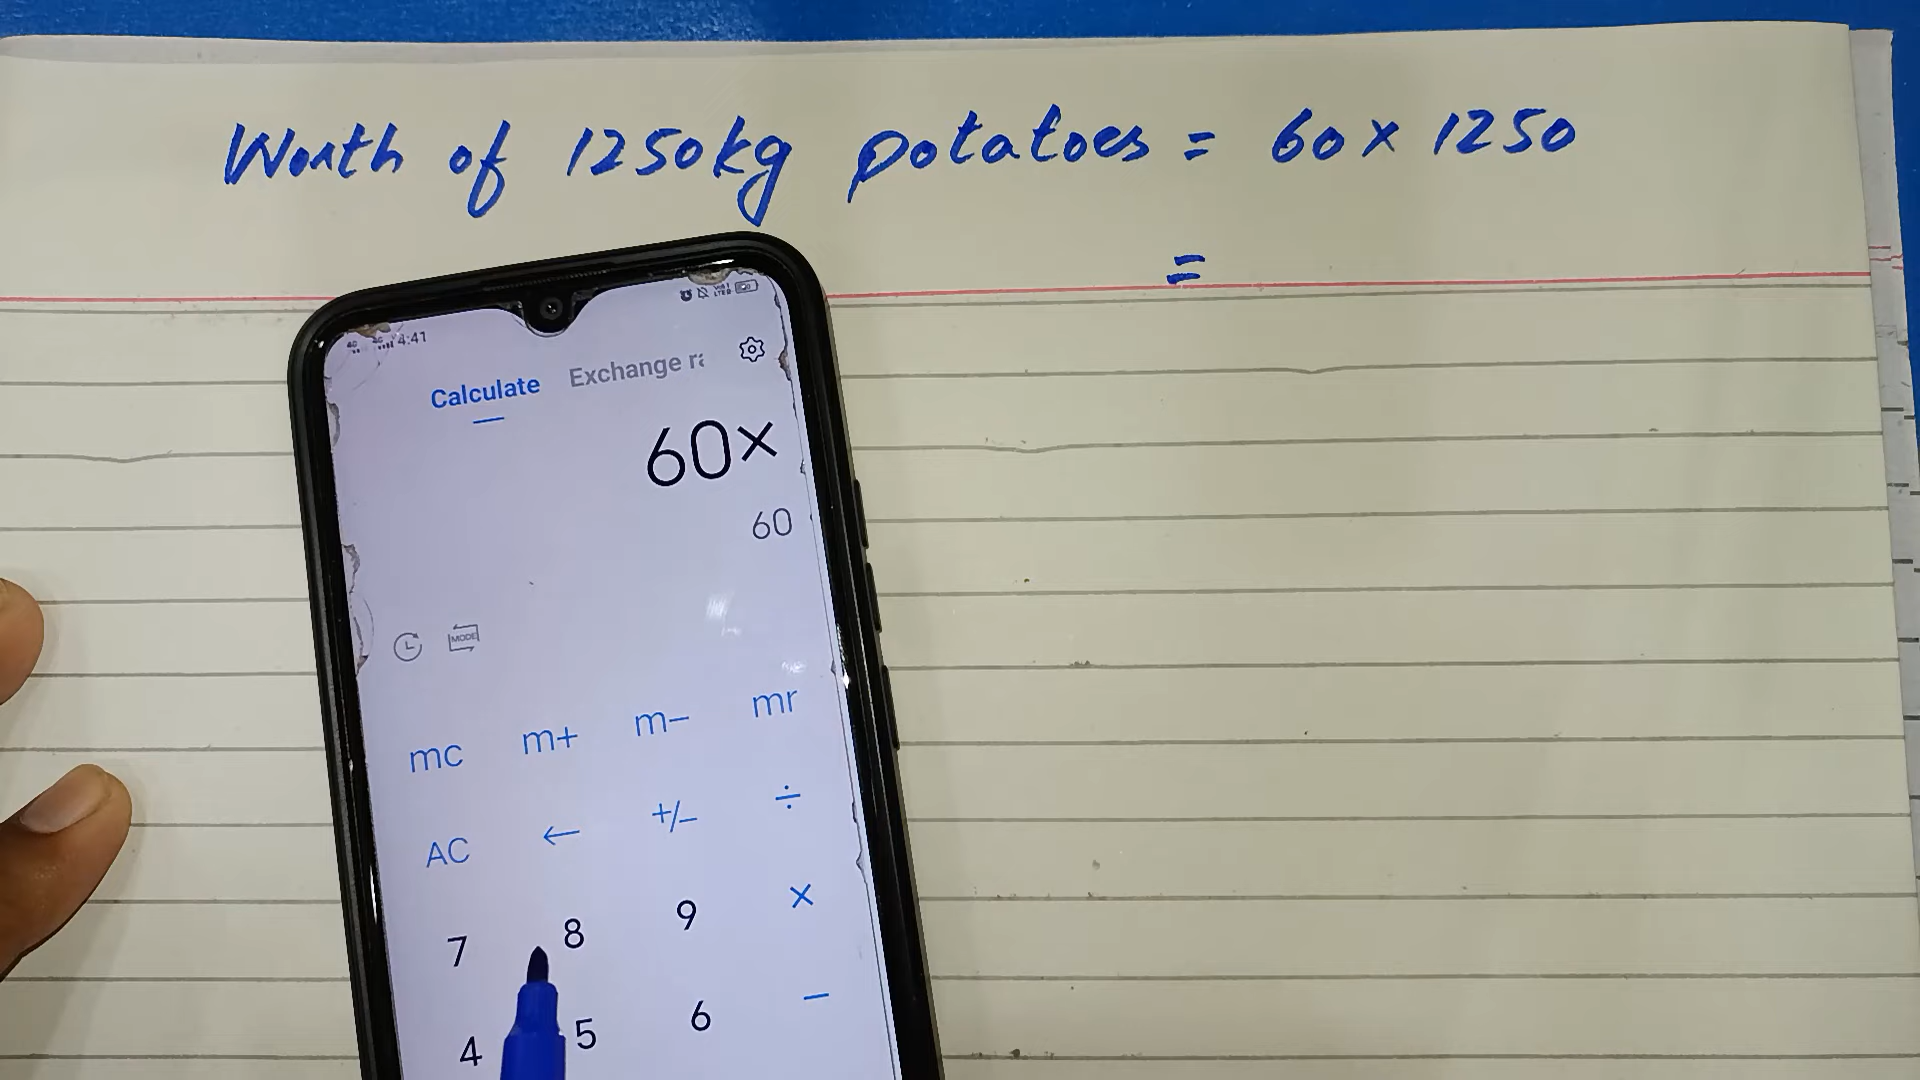 Worth of 1250kg potatoes = 60 × 1250
=
4:41
Calculate Exchange ra
60×
60
MODE
mc m+ m− mr
AC ← +/− ÷
7 8 9 ×
4 5 6 −